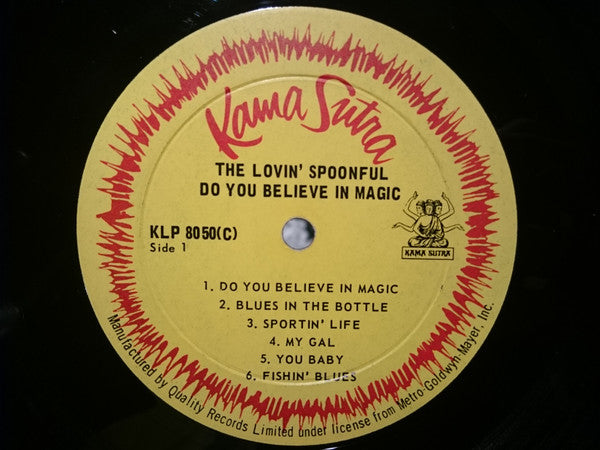 Kama Sutra
THE LOVIN' SPOONFUL
DO YOU BELIEVE IN MAGIC
KLP 8050(C)
Side 1
KAMA SUTRA
1. DO YOU BELIEVE IN MAGIC
2. BLUES IN THE BOTTLE
3. SPORTIN' LIFE
4. MY GAL
5. YOU BABY
6. FISHIN' BLUES
Manufactured by Quality Records Limited under license from Metro-Goldwyn-Mayer, Inc.